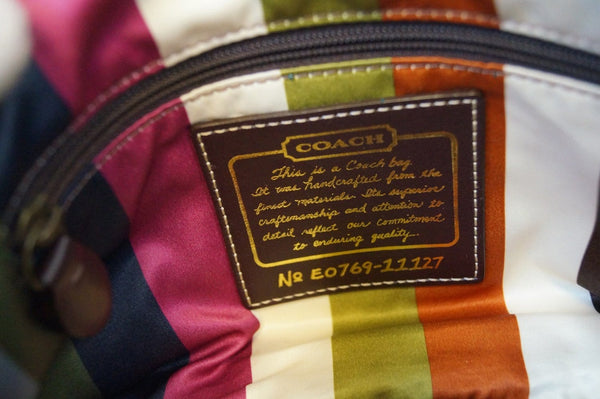 COACH
This is a Coach bag.
It was handcrafted from the
finest materials. Its superior
craftsmanship and attention to
detail reflect our commitment
to enduring quality...
No E0769-11127